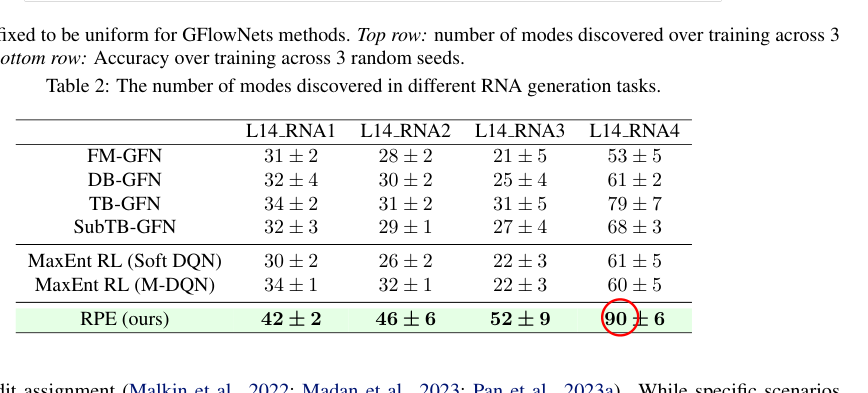 fixed to be uniform for GFlowNets methods. Top row: number of modes discovered over training across 3
ottom row: Accuracy over training across 3 random seeds.
Table 2: The number of modes discovered in different RNA generation tasks.
L14_RNA1 L14_RNA2 L14_RNA3 L14_RNA4
FM-GFN 31 ± 2 28 ± 2 21 ± 5 53 ± 5
DB-GFN 32 ± 4 30 ± 2 25 ± 4 61 ± 2
TB-GFN 34 ± 2 31 ± 2 31 ± 5 79 ± 7
SubTB-GFN 32 ± 3 29 ± 1 27 ± 4 68 ± 3
MaxEnt RL (Soft DQN) 30 ± 2 26 ± 2 22 ± 3 61 ± 5
MaxEnt RL (M-DQN) 34 ± 1 32 ± 1 22 ± 3 60 ± 5
RPE (ours) 42 ± 2 46 ± 6 52 ± 9 90 ± 6
dit assignment (Malkin et al., 2022; Madan et al., 2023; Pan et al., 2023a). While specific scenarios